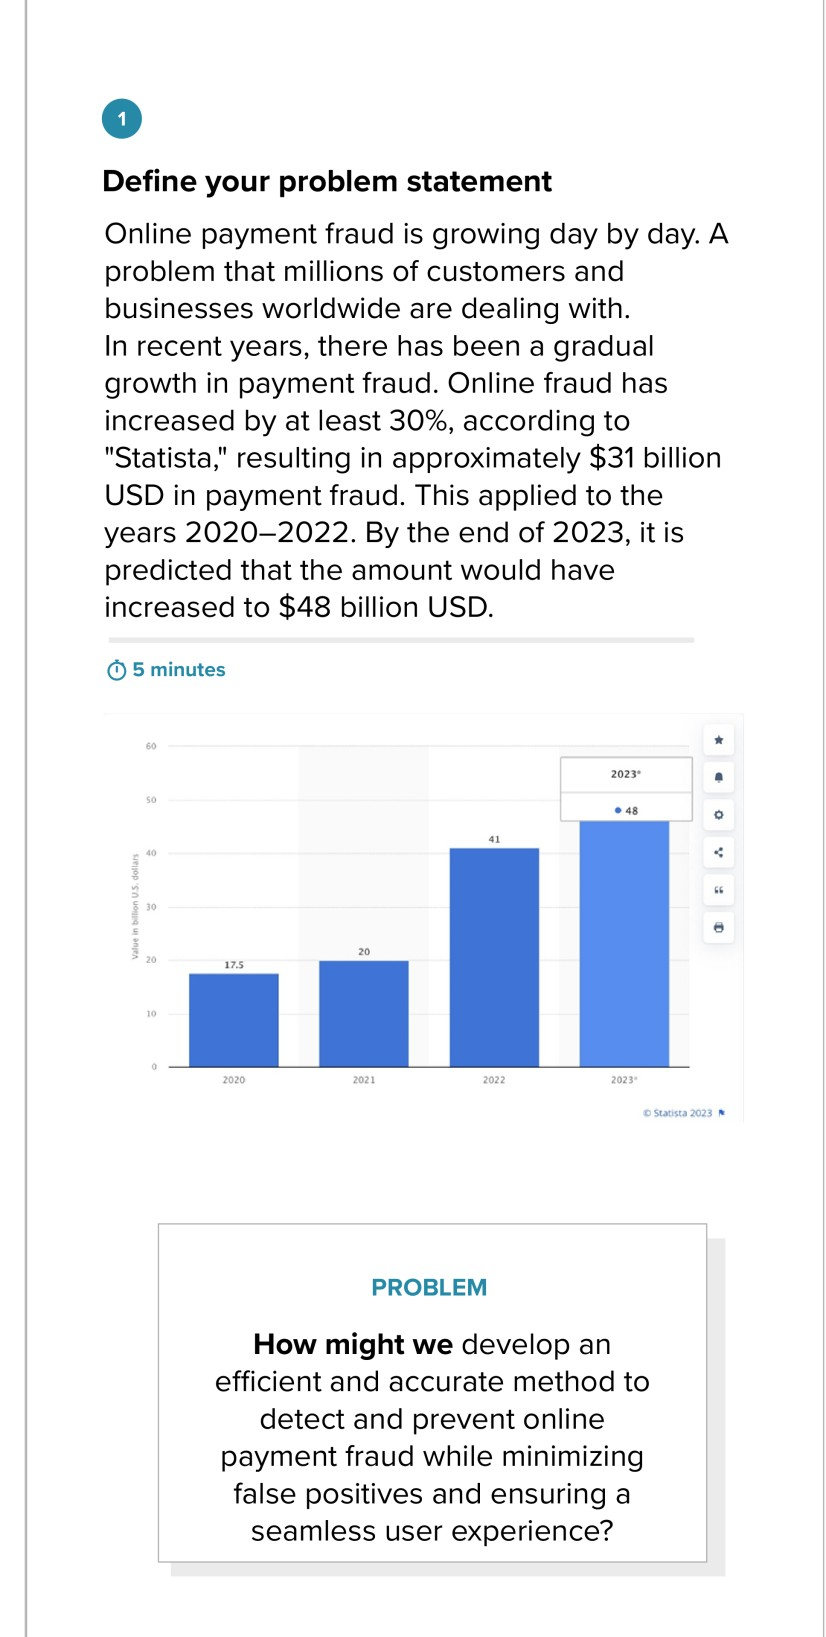 1
Define your problem statement
Online payment fraud is growing day by day. A
problem that millions of customers and
businesses worldwide are dealing with.
In recent years, there has been a gradual
growth in payment fraud. Online fraud has
increased by at least 30%, according to
"Statista," resulting in approximately $31 billion
USD in payment fraud. This applied to the
years 2020–2022. By the end of 2023, it is
predicted that the amount would have
increased to $48 billion USD.
5 minutes
Value in billion U.S. dollars
60
50
40
30
20
10
0
17.5
20
41
2023*
48
2020
2021
2022
2023*
© Statista 2023
PROBLEM
How might we develop an
efficient and accurate method to
detect and prevent online
payment fraud while minimizing
false positives and ensuring a
seamless user experience?